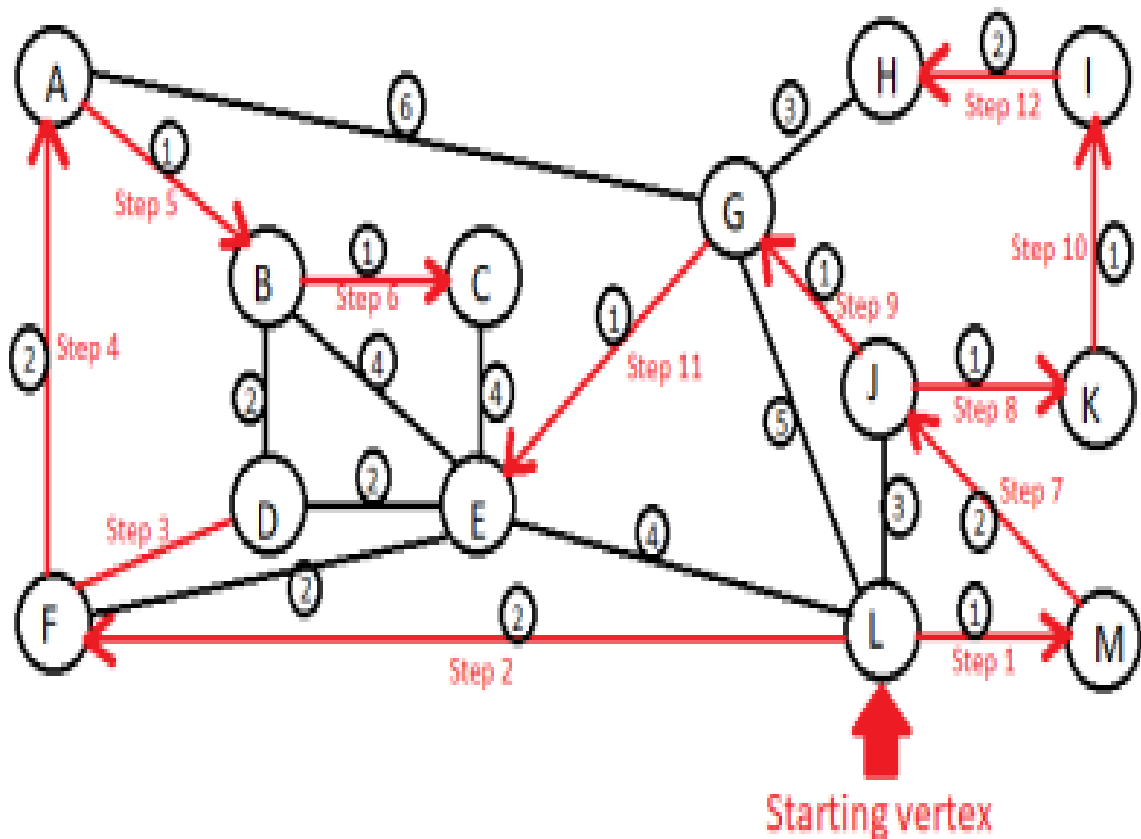 A
6
H
2
I
Step 12
3
1
Step 5
G
B
1
C
Step 6
1
Step 9
Step 10
1
2
Step 4
4
1
Step 11
J
1
K
Step 8
2
4
5
D
2
E
Step 3
4
3
2
Step 7
F
2
2
L
1
M
Step 2
Step 1
Starting vertex